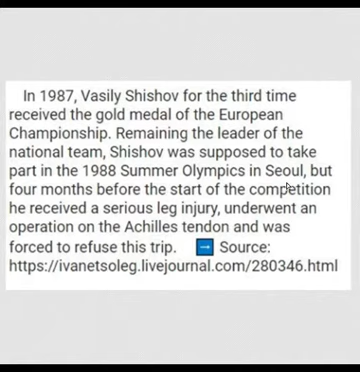 In 1987, Vasily Shishov for the third time
received the gold medal of the European
Championship. Remaining the leader of the
national team, Shishov was supposed to take
part in the 1988 Summer Olympics in Seoul, but
four months before the start of the competition
he received a serious leg injury, underwent an
operation on the Achilles tendon and was
forced to refuse this trip. ➡ Source:
https://ivanetsoleg.livejournal.com/280346.html